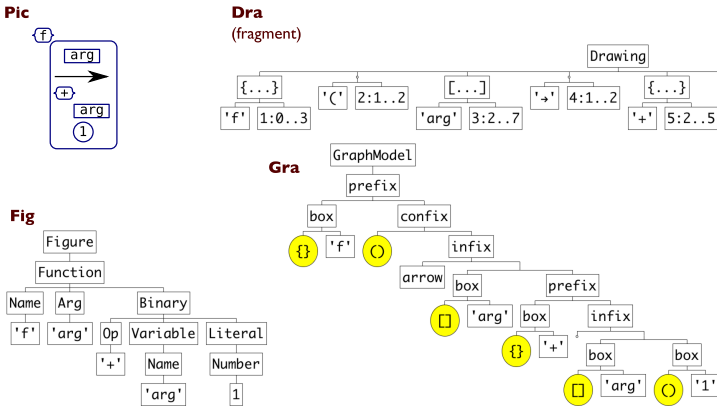 Pic
f
arg
+
arg
1
Dra
(fragment)
Drawing
{...} [...] {...}
'(' 2:1..2 '→' 4:1..2
'f' 1:0..3 'arg' 3:2..7 '+' 5:2..5
Gra
GraphModel
prefix
box confix
{} 'f' () infix
arrow box prefix
[] 'arg' box infix
{} '+' box box
[] 'arg' () '1'
Fig
Figure
Function
Name Arg Binary
'f' 'arg' Op Variable Literal
'+' Name Number
'arg' 1